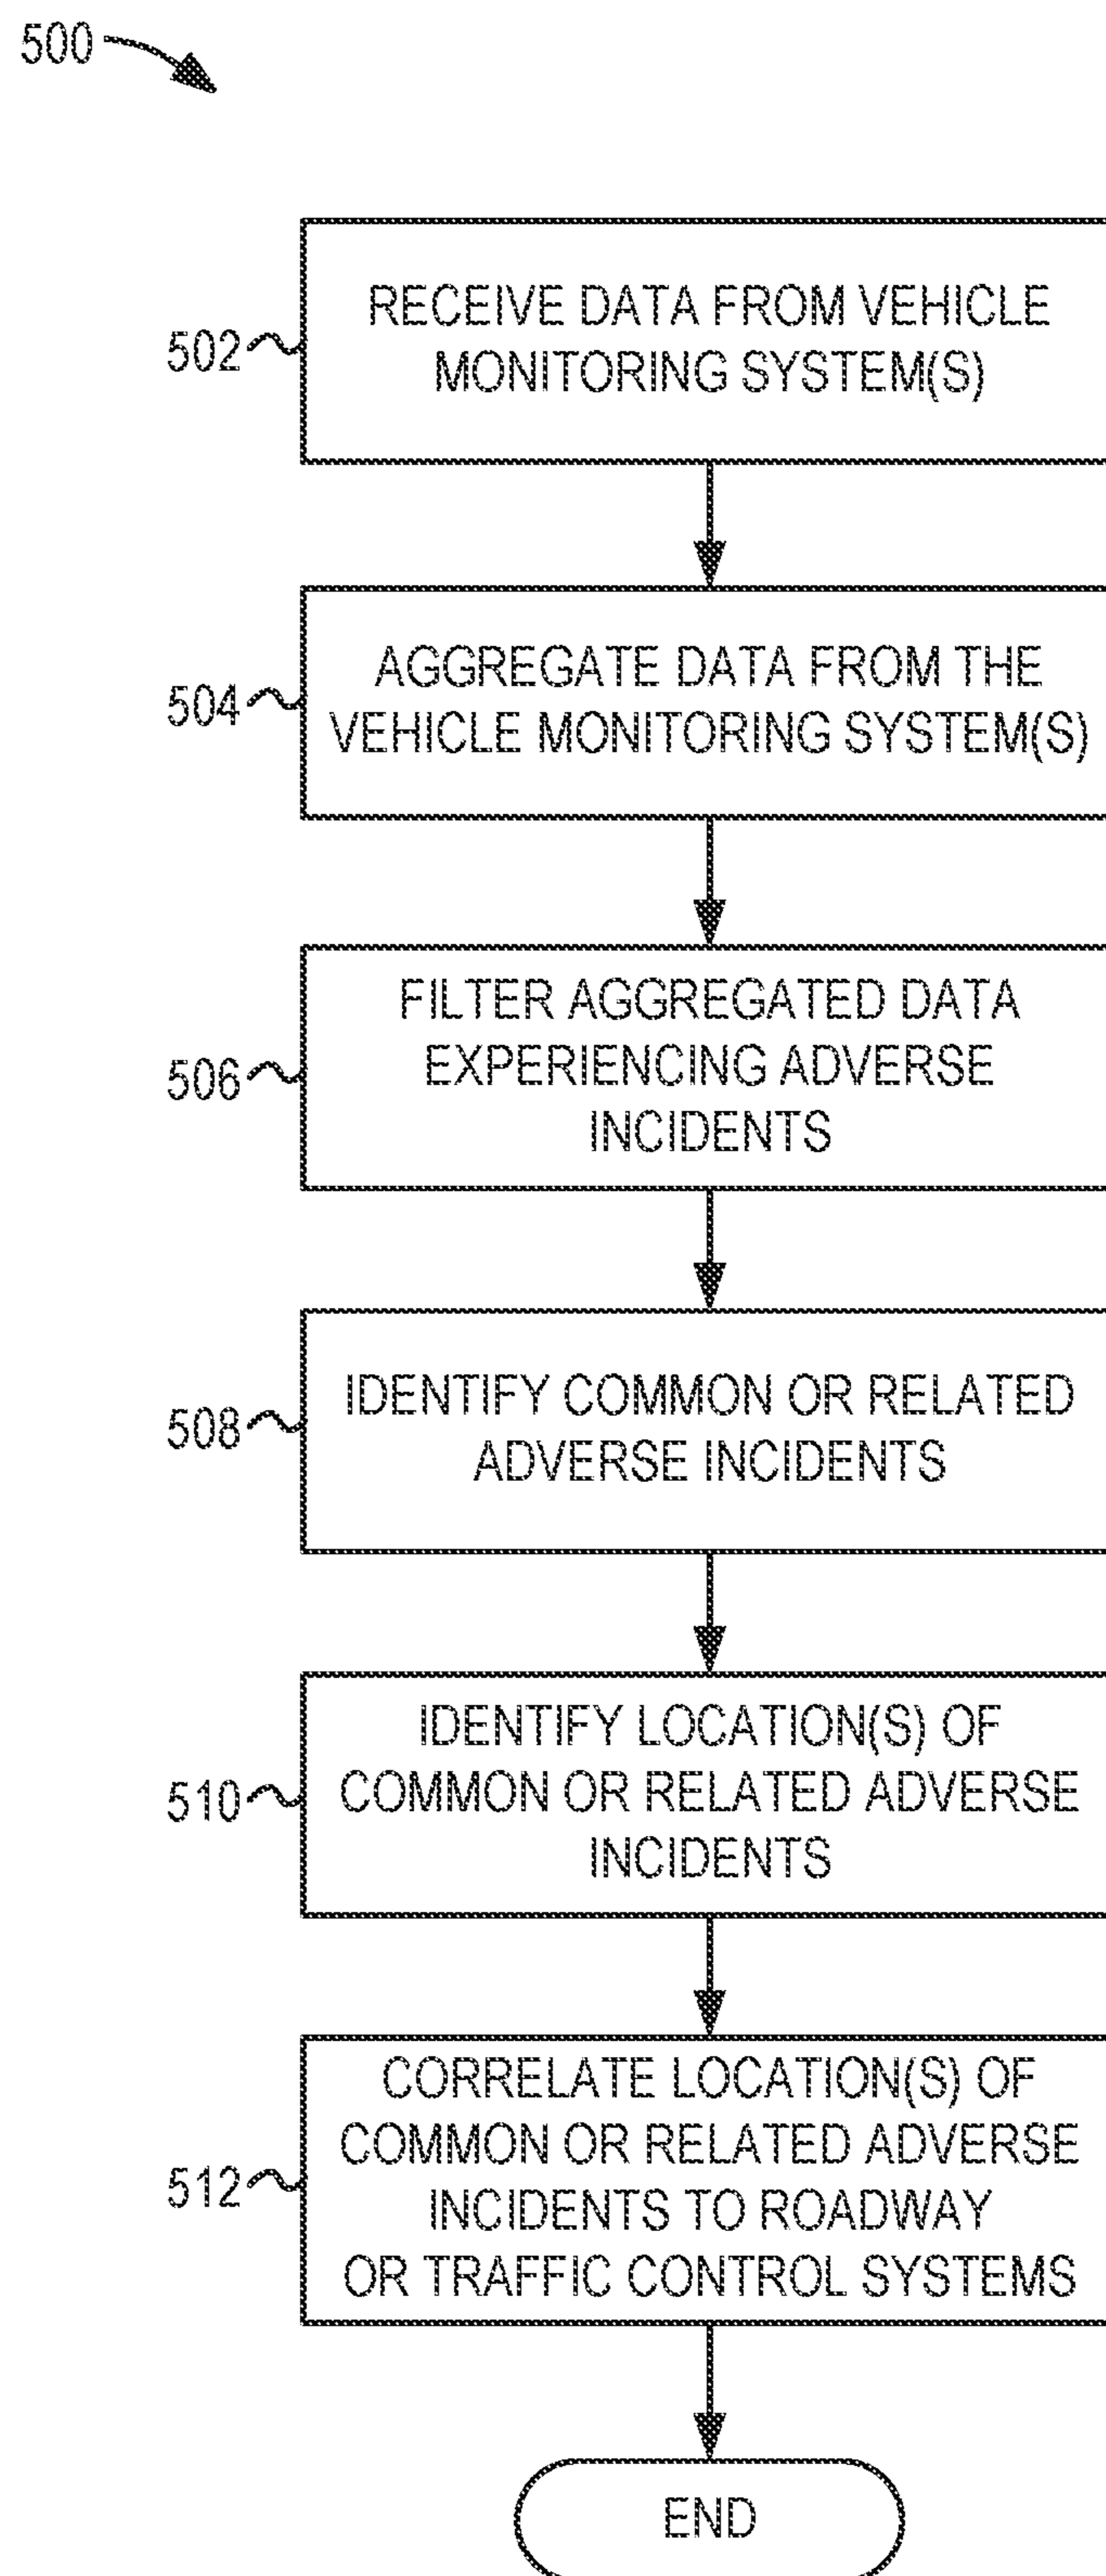 500
RECEIVE DATA FROM VEHICLE
MONITORING SYSTEM(S)
502
AGGREGATE DATA FROM THE
VEHICLE MONITORING SYSTEM(S)
504
FILTER AGGREGATED DATA
EXPERIENCING ADVERSE
INCIDENTS
506
IDENTIFY COMMON OR RELATED
ADVERSE INCIDENTS
508
IDENTIFY LOCATION(S) OF
COMMON OR RELATED ADVERSE
INCIDENTS
510
CORRELATE LOCATION(S) OF
COMMON OR RELATED ADVERSE
INCIDENTS TO ROADWAY
OR TRAFFIC CONTROL SYSTEMS
512
END